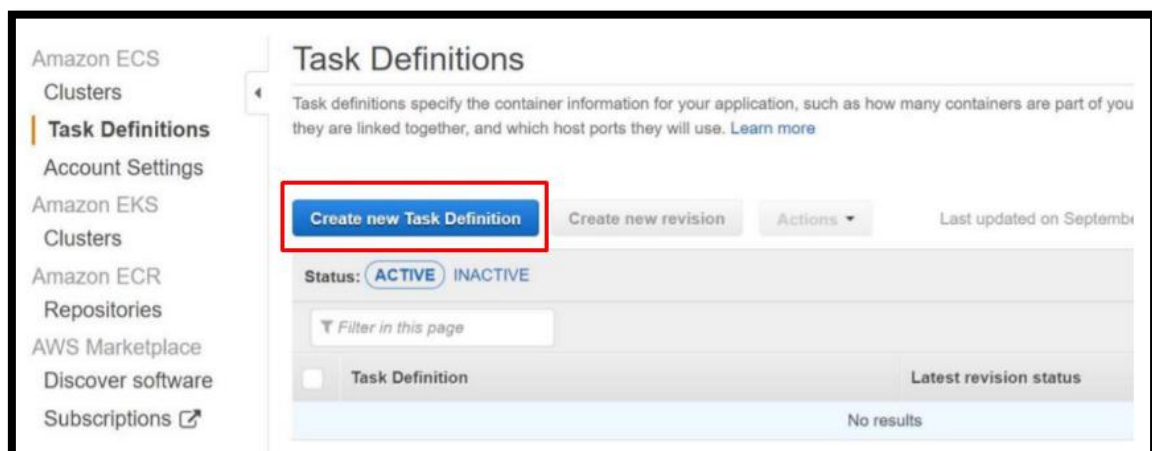 Amazon ECS
Clusters
Task Definitions
Account Settings
Amazon EKS
Clusters
Amazon ECR
Repositories
AWS Marketplace
Discover software
Subscriptions
Task Definitions
Task definitions specify the container information for your application, such as how many containers are part of you
they are linked together, and which host ports they will use. Learn more
Create new Task Definition Create new revision Actions Last updated on Septembe
Status: ACTIVE INACTIVE
Filter in this page
Task Definition Latest revision status
No results